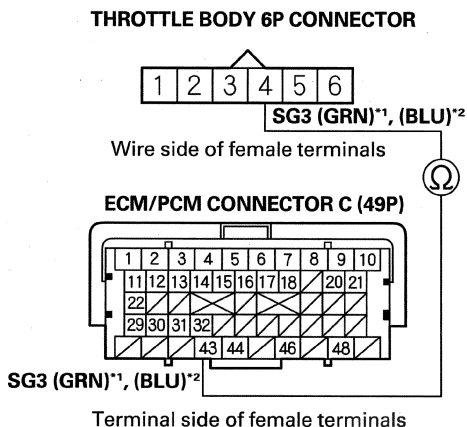 THROTTLE BODY 6P CONNECTOR
1 2 3 4 5 6
SG3 (GRN)*1, (BLU)*2
Wire side of female terminals
Ω
ECM/PCM CONNECTOR C (49P)
1 2 3 4 5 6 7 8 9 10
11 12 13 14 15 16 17 18 20 21
22
29 30 31 32
43 44 46 48
SG3 (GRN)*1, (BLU)*2
Terminal side of female terminals